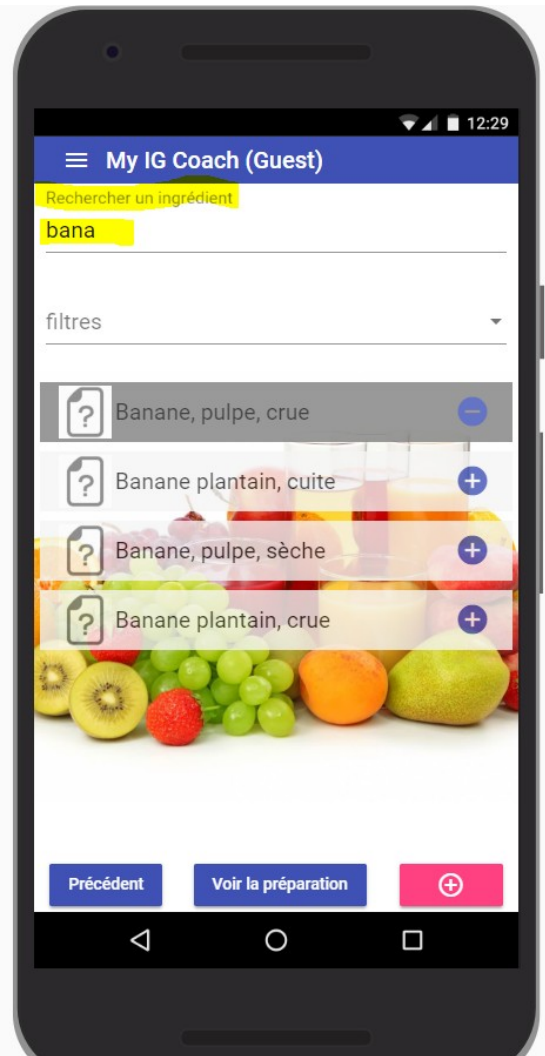 12:29
My IG Coach (Guest)
Rechercher un ingrédient
bana
filtres
Banane, pulpe, crue
Banane plantain, cuite
Banane, pulpe, sèche
Banane plantain, crue
Précédent Voir la préparation